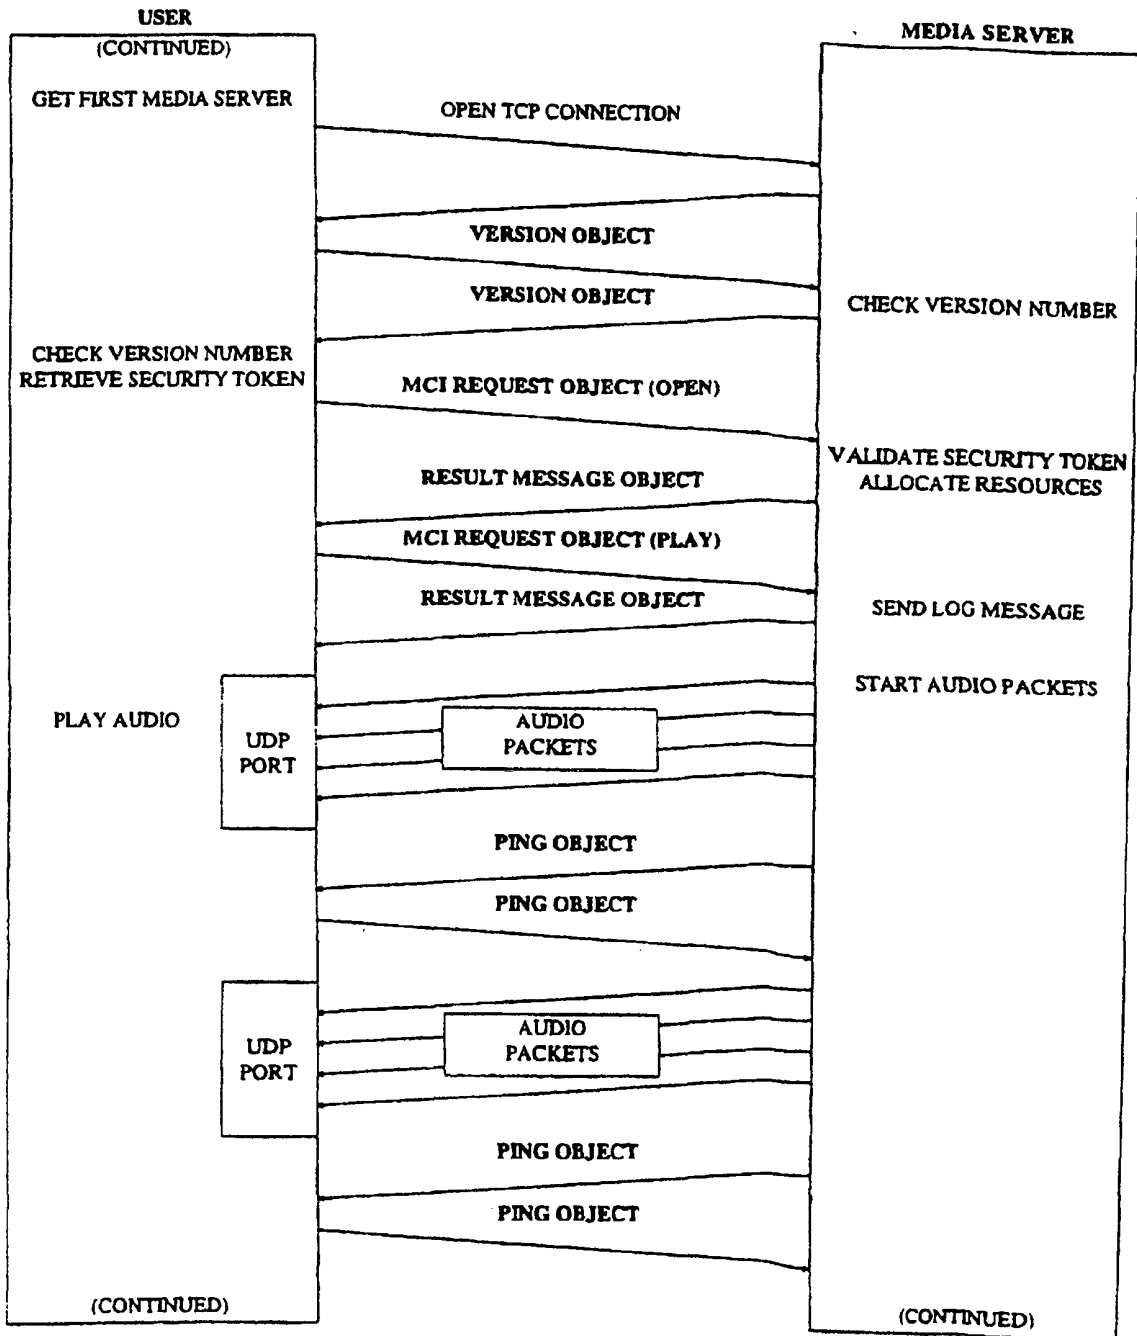 USER
MEDIA SERVER
(CONTINUED)
GET FIRST MEDIA SERVER
OPEN TCP CONNECTION
VERSION OBJECT
VERSION OBJECT
CHECK VERSION NUMBER
CHECK VERSION NUMBER
RETRIEVE SECURITY TOKEN
MCI REQUEST OBJECT (OPEN)
VALIDATE SECURITY TOKEN
ALLOCATE RESOURCES
RESULT MESSAGE OBJECT
MCI REQUEST OBJECT (PLAY)
RESULT MESSAGE OBJECT
SEND LOG MESSAGE
START AUDIO PACKETS
PLAY AUDIO
UDP
PORT
AUDIO
PACKETS
PING OBJECT
PING OBJECT
UDP
PORT
AUDIO
PACKETS
PING OBJECT
PING OBJECT
(CONTINUED)
(CONTINUED)